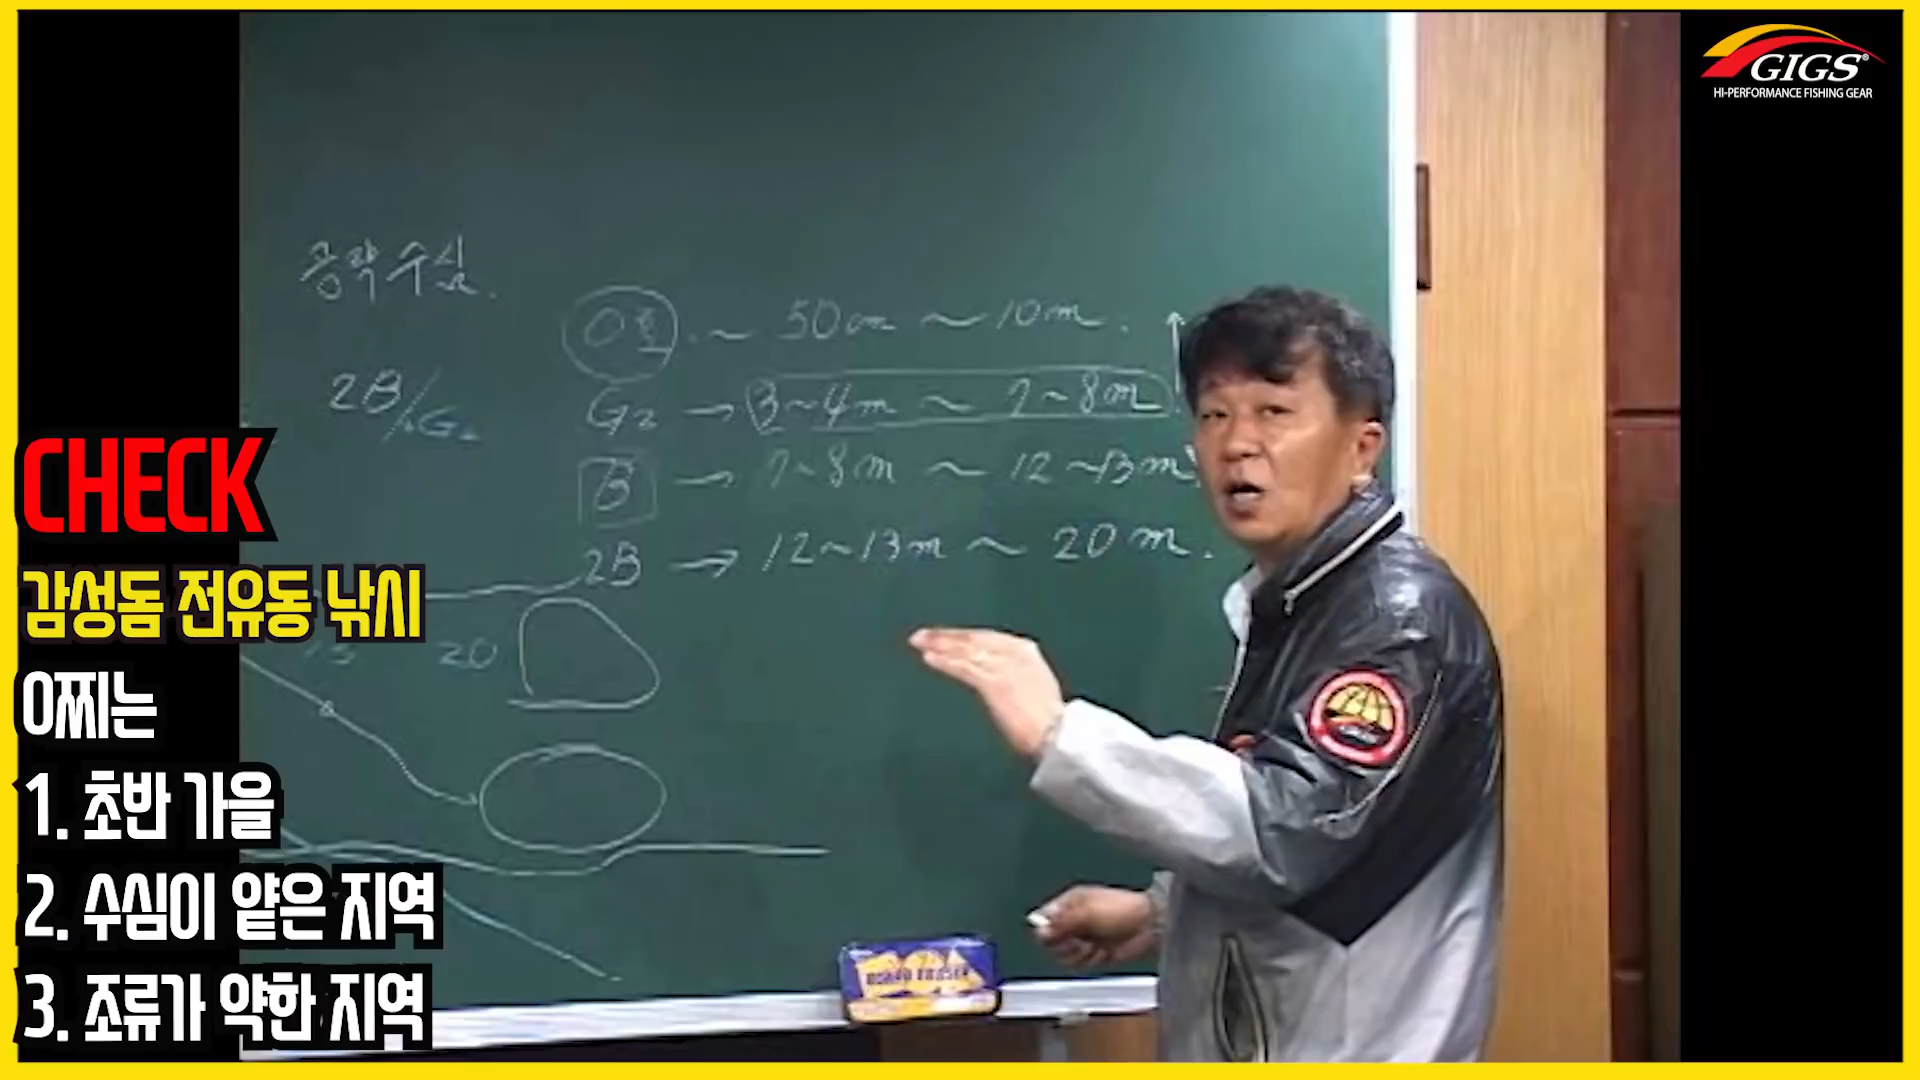 GIGS®
HI-PERFORMANCE FISHING GEAR
공략수심.
0호. ~ 50cm ~ 10m.
2B/G2
G2 → 3~4m ~ 7~8m
B → 7~8m ~ 12~13m
2B → 12~13m ~ 20m.
CHECK
감성돔 전유동 낚시
20
0찌는
1. 초반 가을
2. 수심이 얕은 지역
3. 조류가 약한 지역